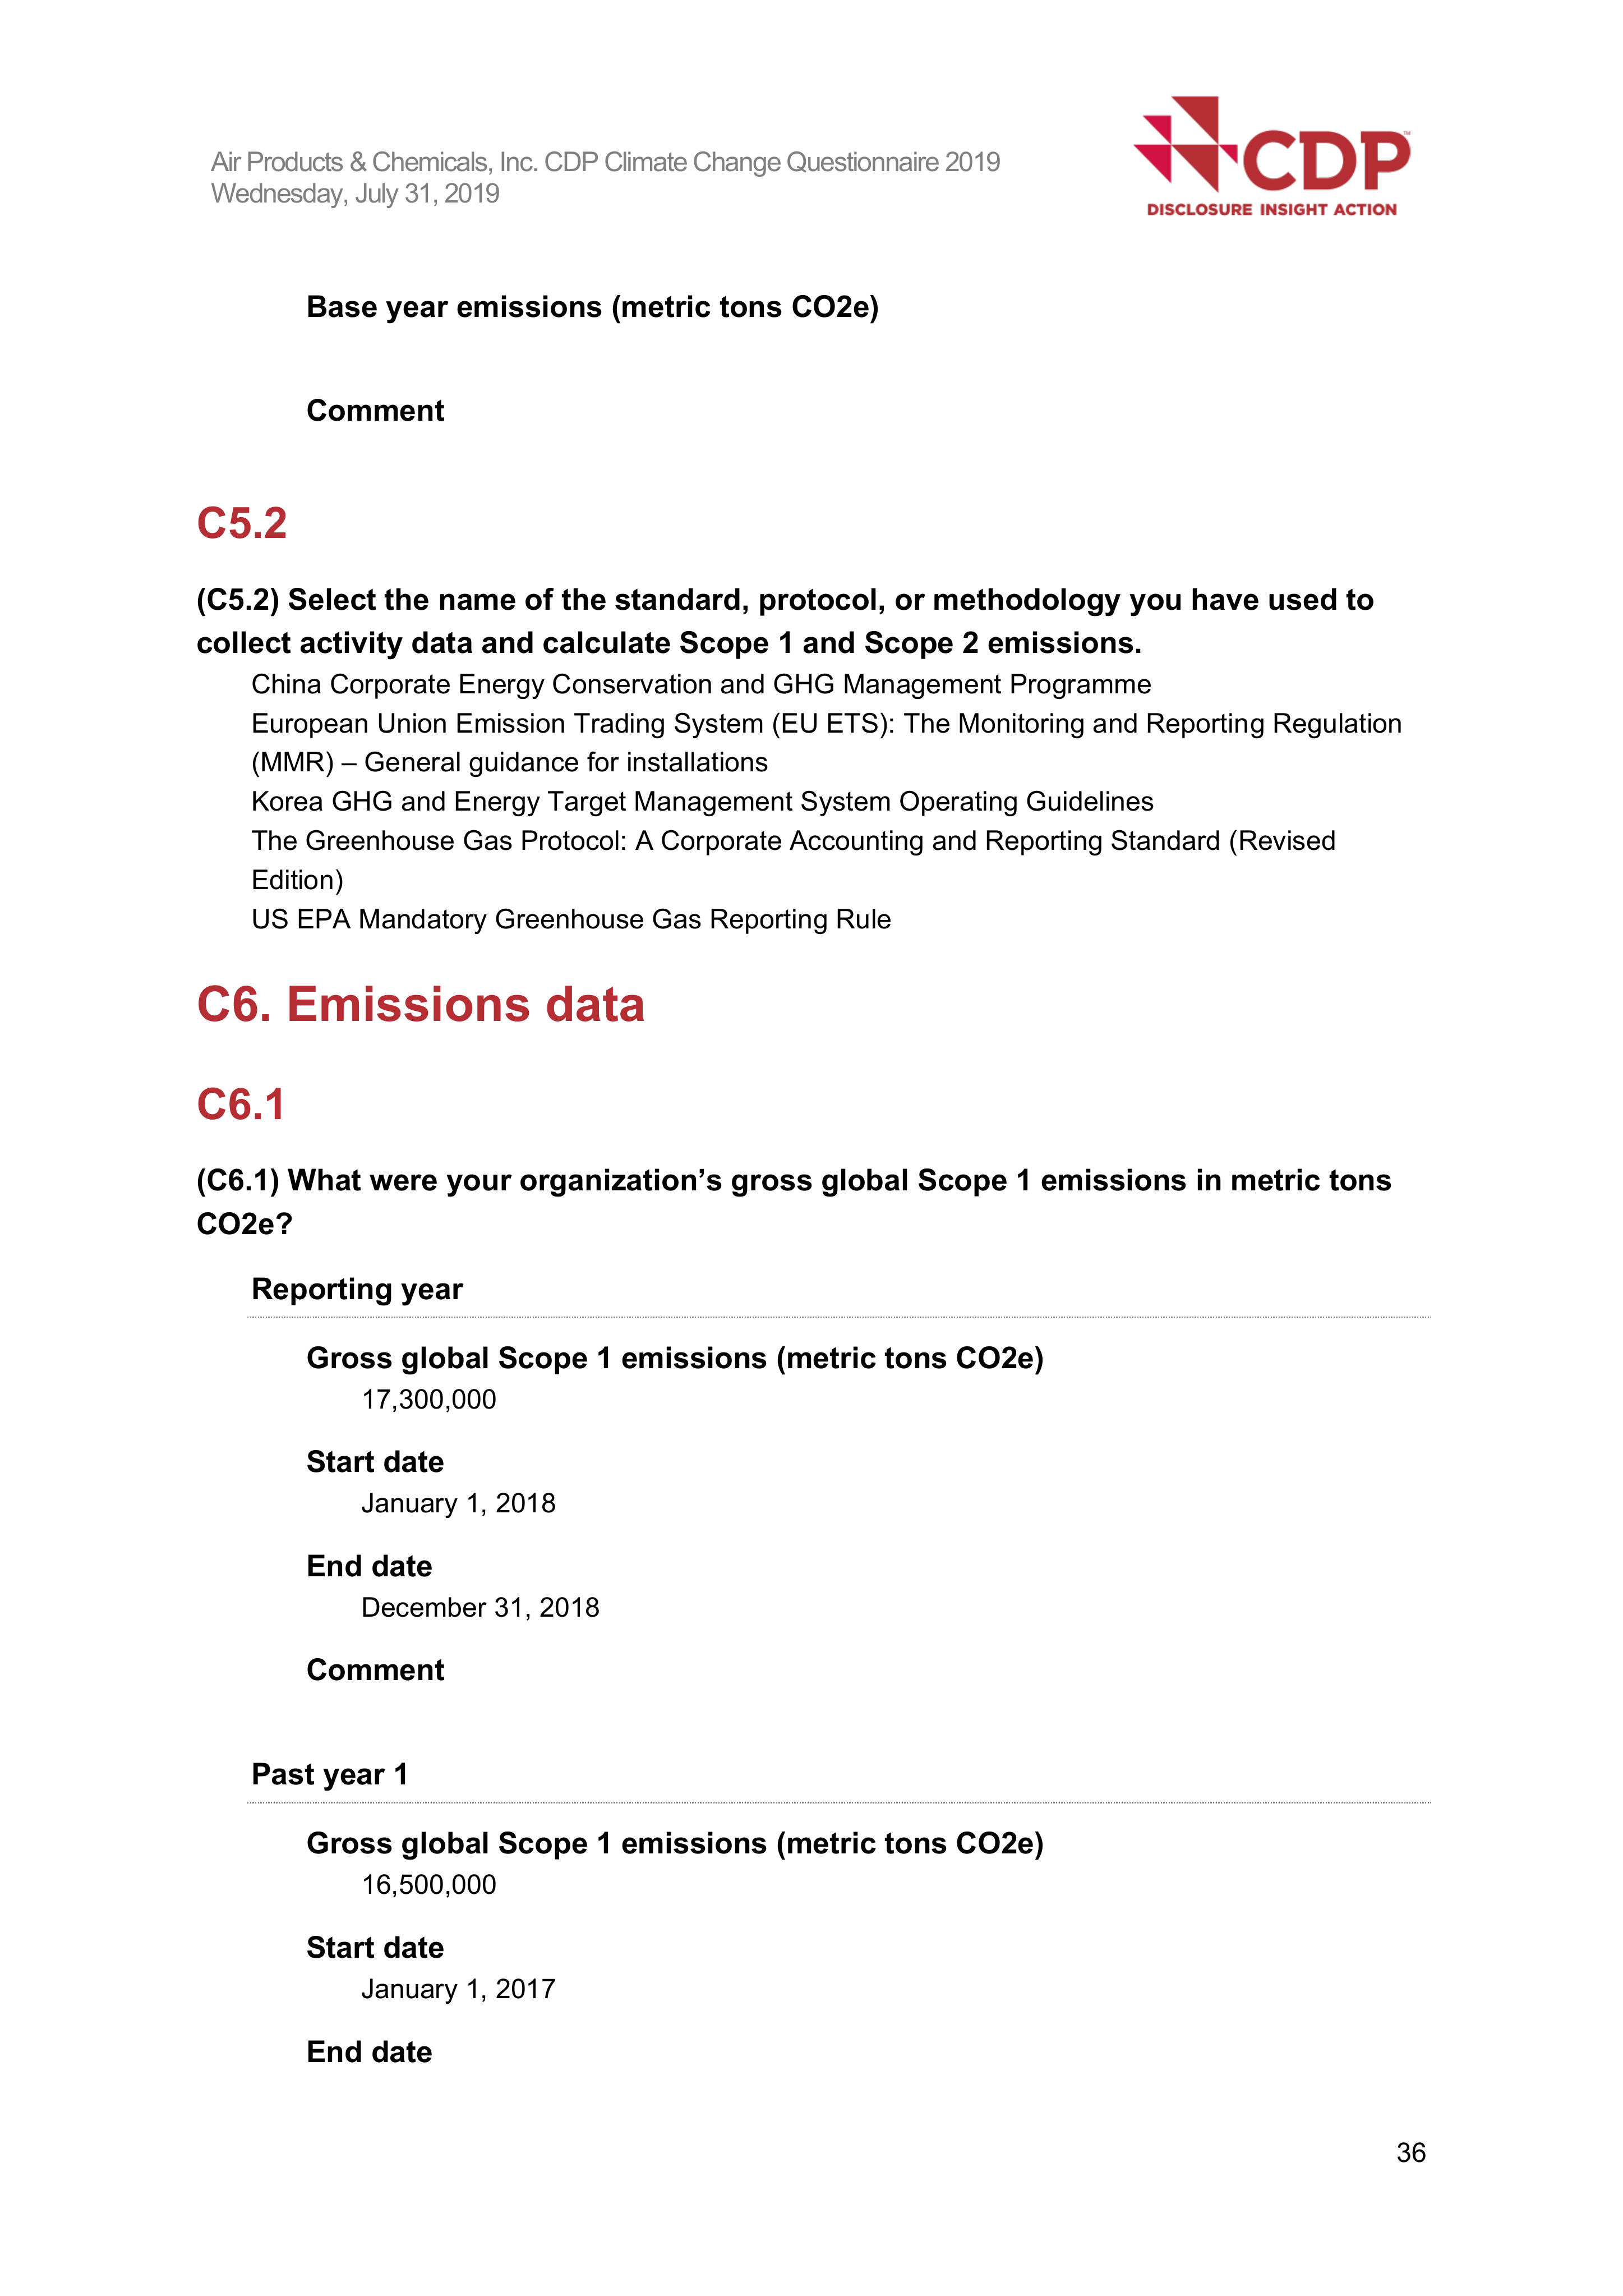 Air Products & Chemicals, Inc. CDP Climate Change Questionnaire 2019
Wednesday, July 31, 2019
CDP™
DISCLOSURE INSIGHT ACTION
Base year emissions (metric tons CO2e)
Comment
C5.2
(C5.2) Select the name of the standard, protocol, or methodology you have used to
collect activity data and calculate Scope 1 and Scope 2 emissions.
China Corporate Energy Conservation and GHG Management Programme
European Union Emission Trading System (EU ETS): The Monitoring and Reporting Regulation
(MMR) – General guidance for installations
Korea GHG and Energy Target Management System Operating Guidelines
The Greenhouse Gas Protocol: A Corporate Accounting and Reporting Standard (Revised
Edition)
US EPA Mandatory Greenhouse Gas Reporting Rule
C6. Emissions data
C6.1
(C6.1) What were your organization’s gross global Scope 1 emissions in metric tons
CO2e?
Reporting year
Gross global Scope 1 emissions (metric tons CO2e)
17,300,000
Start date
January 1, 2018
End date
December 31, 2018
Comment
Past year 1
Gross global Scope 1 emissions (metric tons CO2e)
16,500,000
Start date
January 1, 2017
End date
36